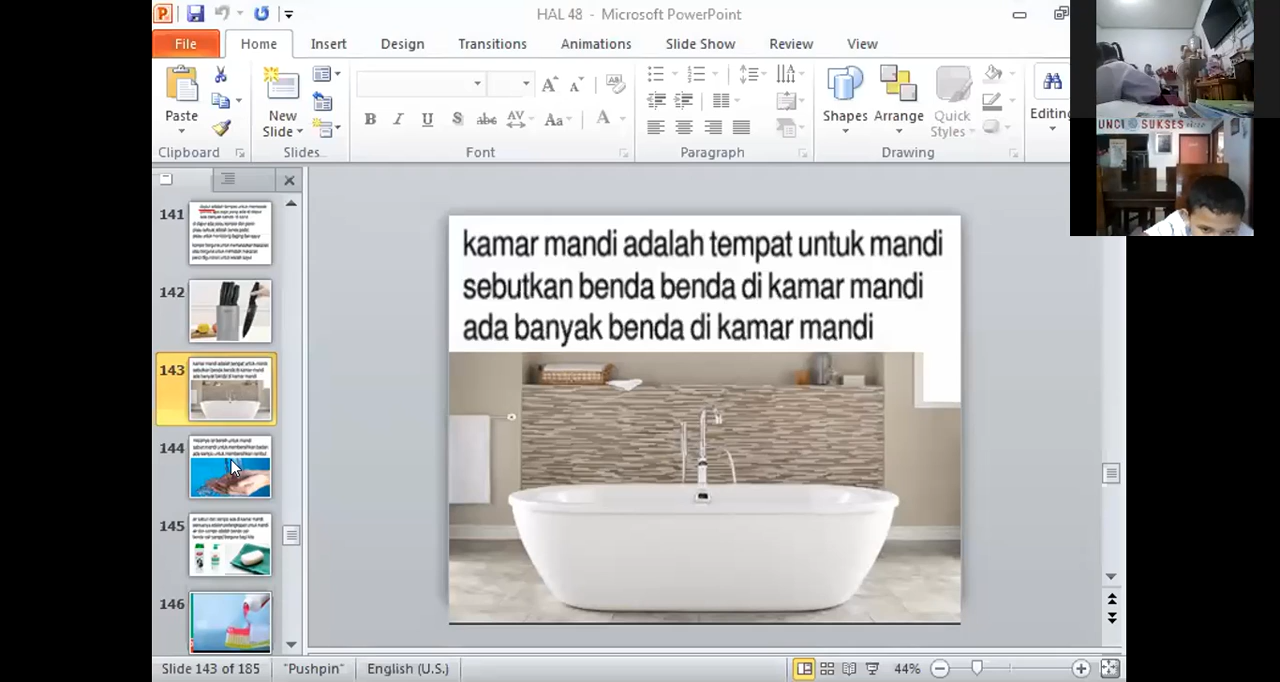 HAL 48 - Microsoft PowerPoint
File Home Insert Design Transitions Animations Slide Show Review View
Paste
New
Slide
Shapes Arrange Quick
Styles
Editing
Clipboard Slides Font Paragraph Drawing
UNCI SUKSES
141
142
143
144
145
146
kamar mandi adalah tempat untuk mandi
sebutkan benda benda di kamar mandi
ada banyak benda di kamar mandi
Slide 143 of 185 "Pushpin" English (U.S.) 44%